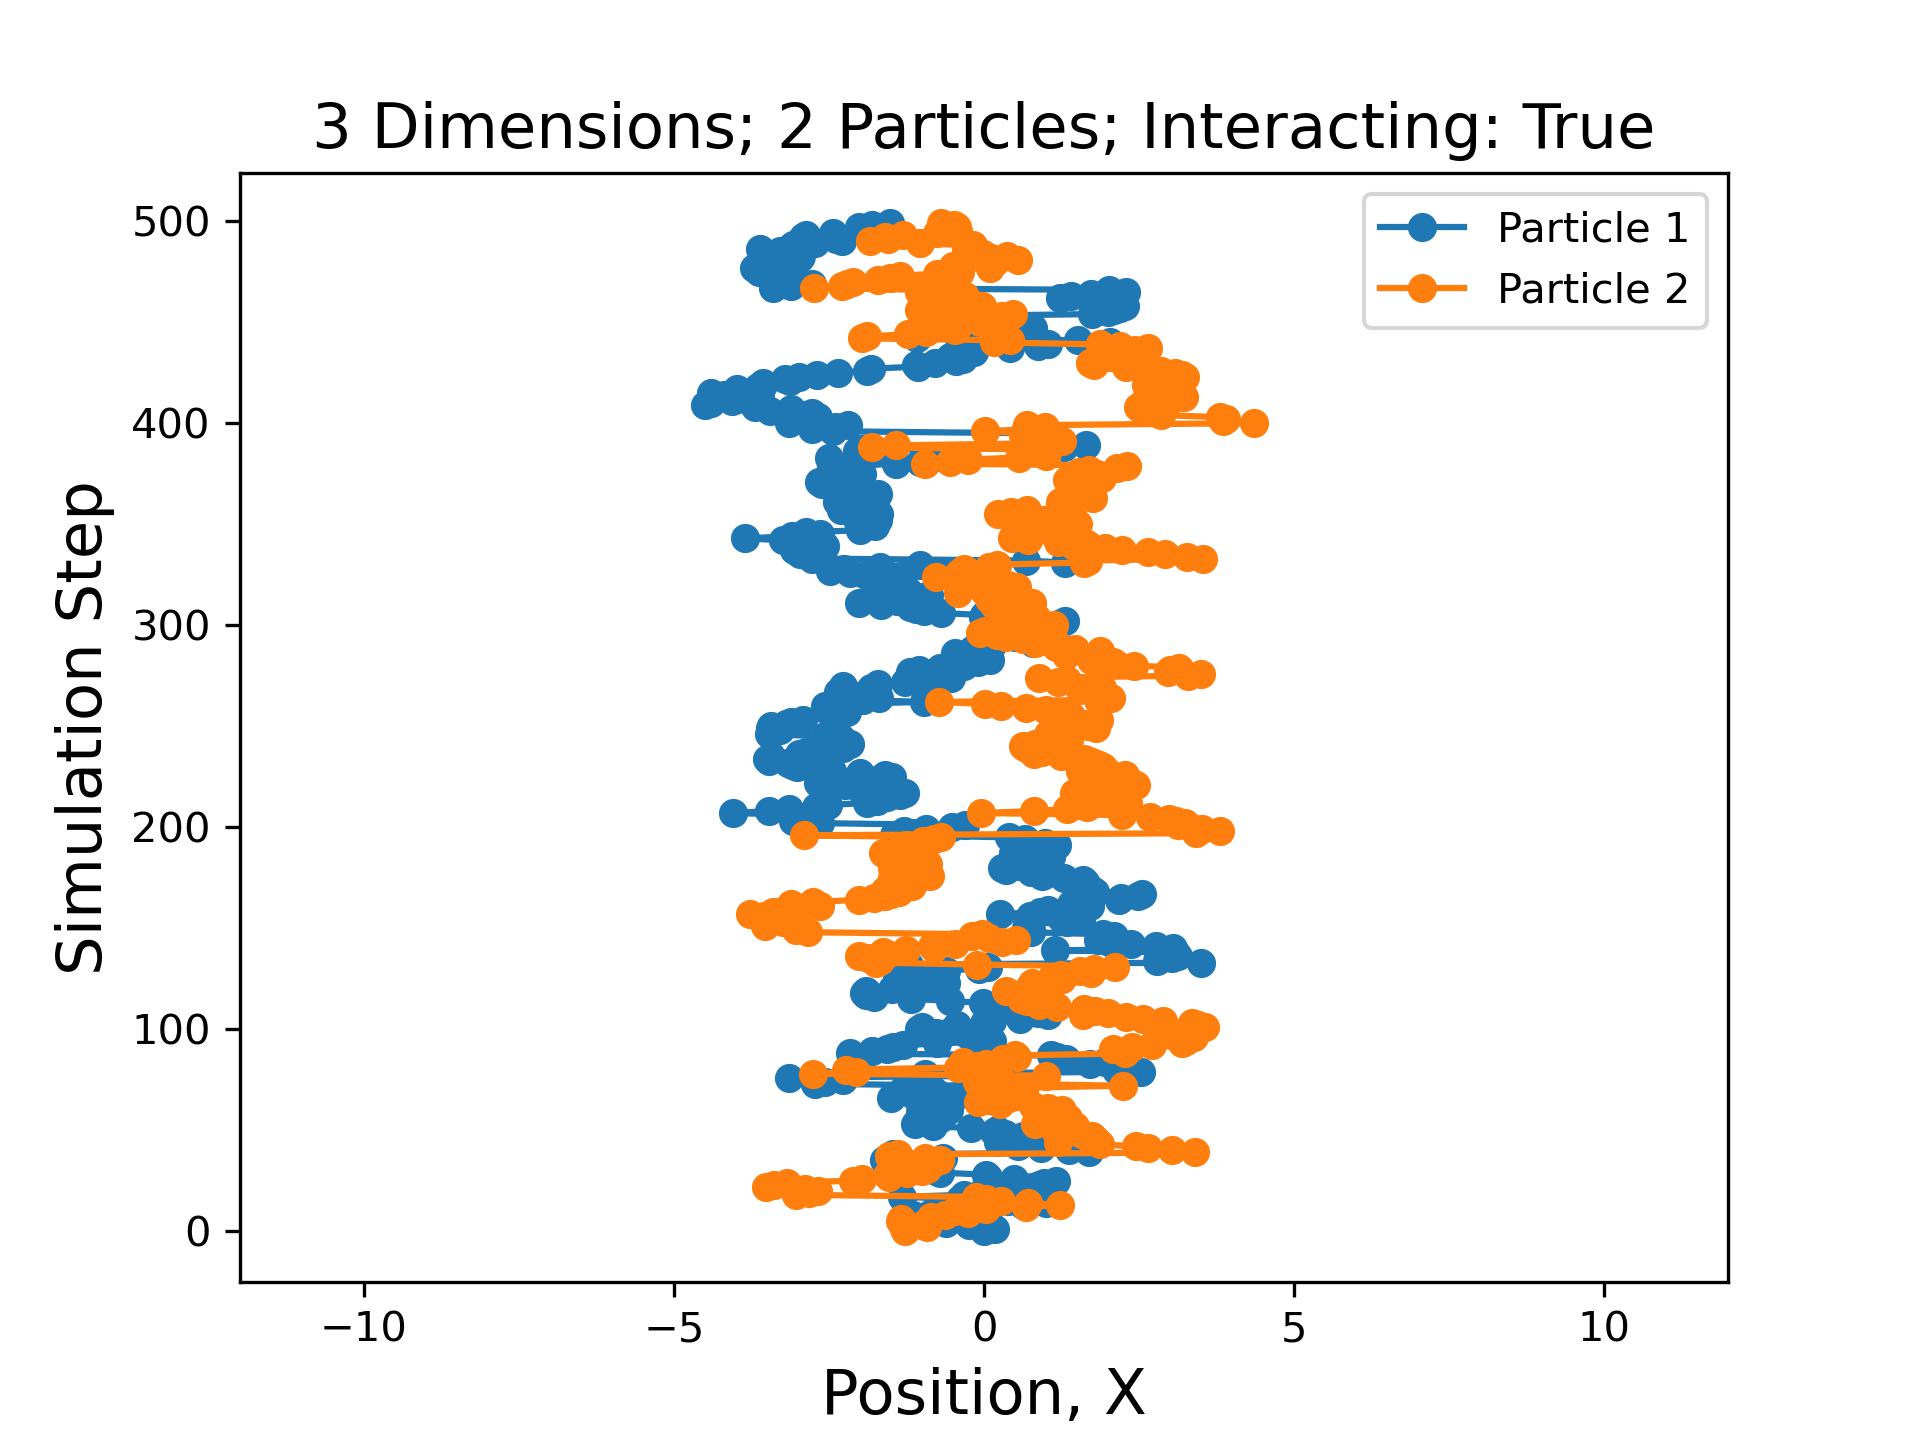 3 Dimensions; 2 Particles; Interacting: True
Particle 1
Particle 2
500
400
300
200
100
0
Simulation Step
−10
−5
0
5
10
Position, X